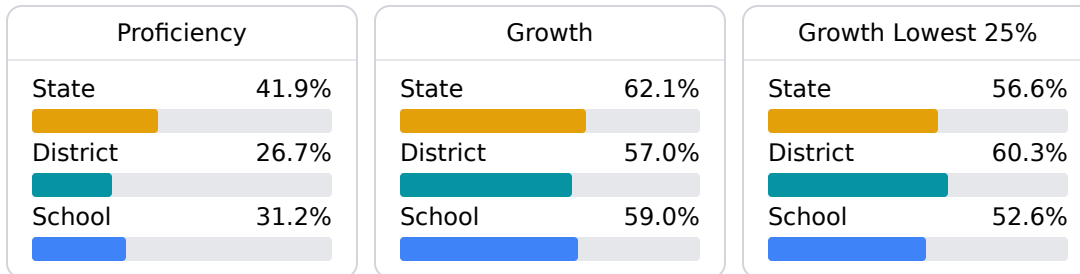 Proficiency
State 41.9%
District 26.7%
School 31.2%
Growth
State 62.1%
District 57.0%
School 59.0%
Growth Lowest 25%
State 56.6%
District 60.3%
School 52.6%